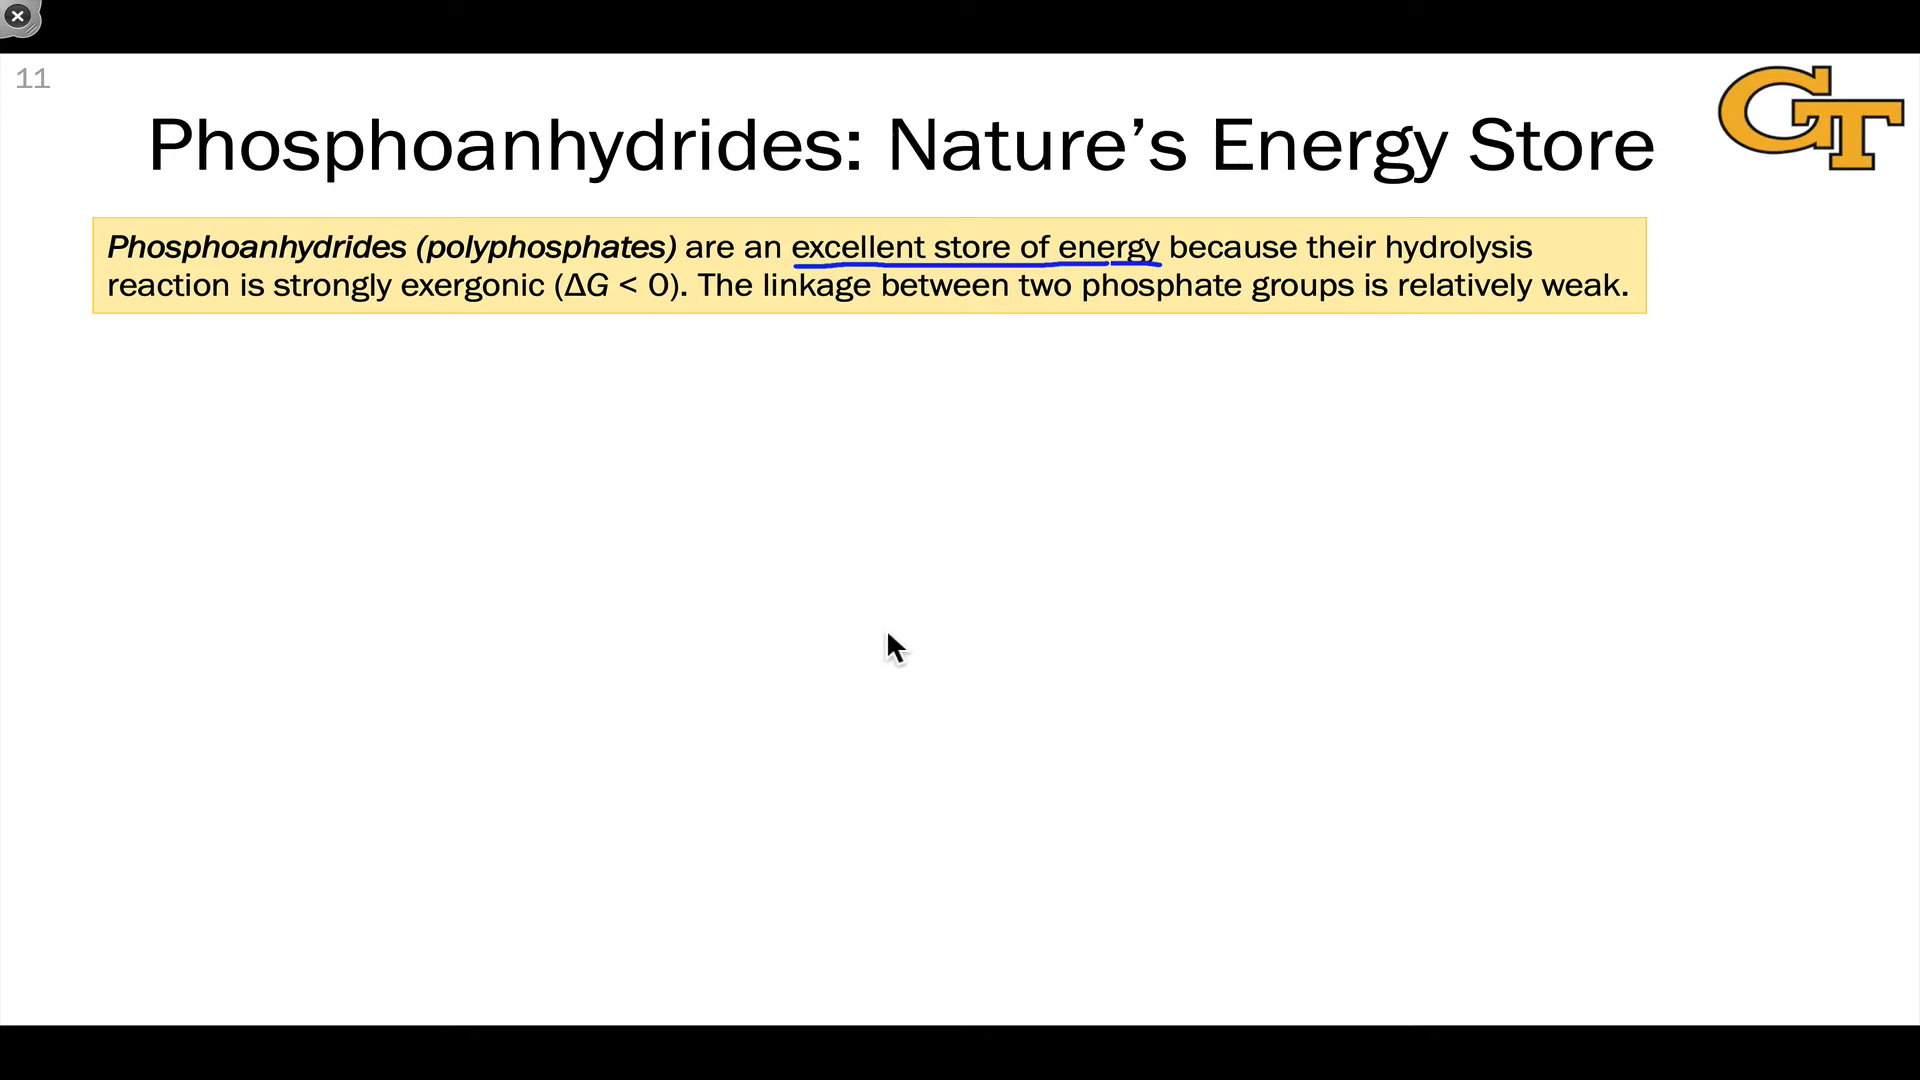 11
GT
Phosphoanhydrides: Nature’s Energy Store
Phosphoanhydrides (polyphosphates) are an excellent store of energy because their hydrolysis
reaction is strongly exergonic (ΔG < 0). The linkage between two phosphate groups is relatively weak.